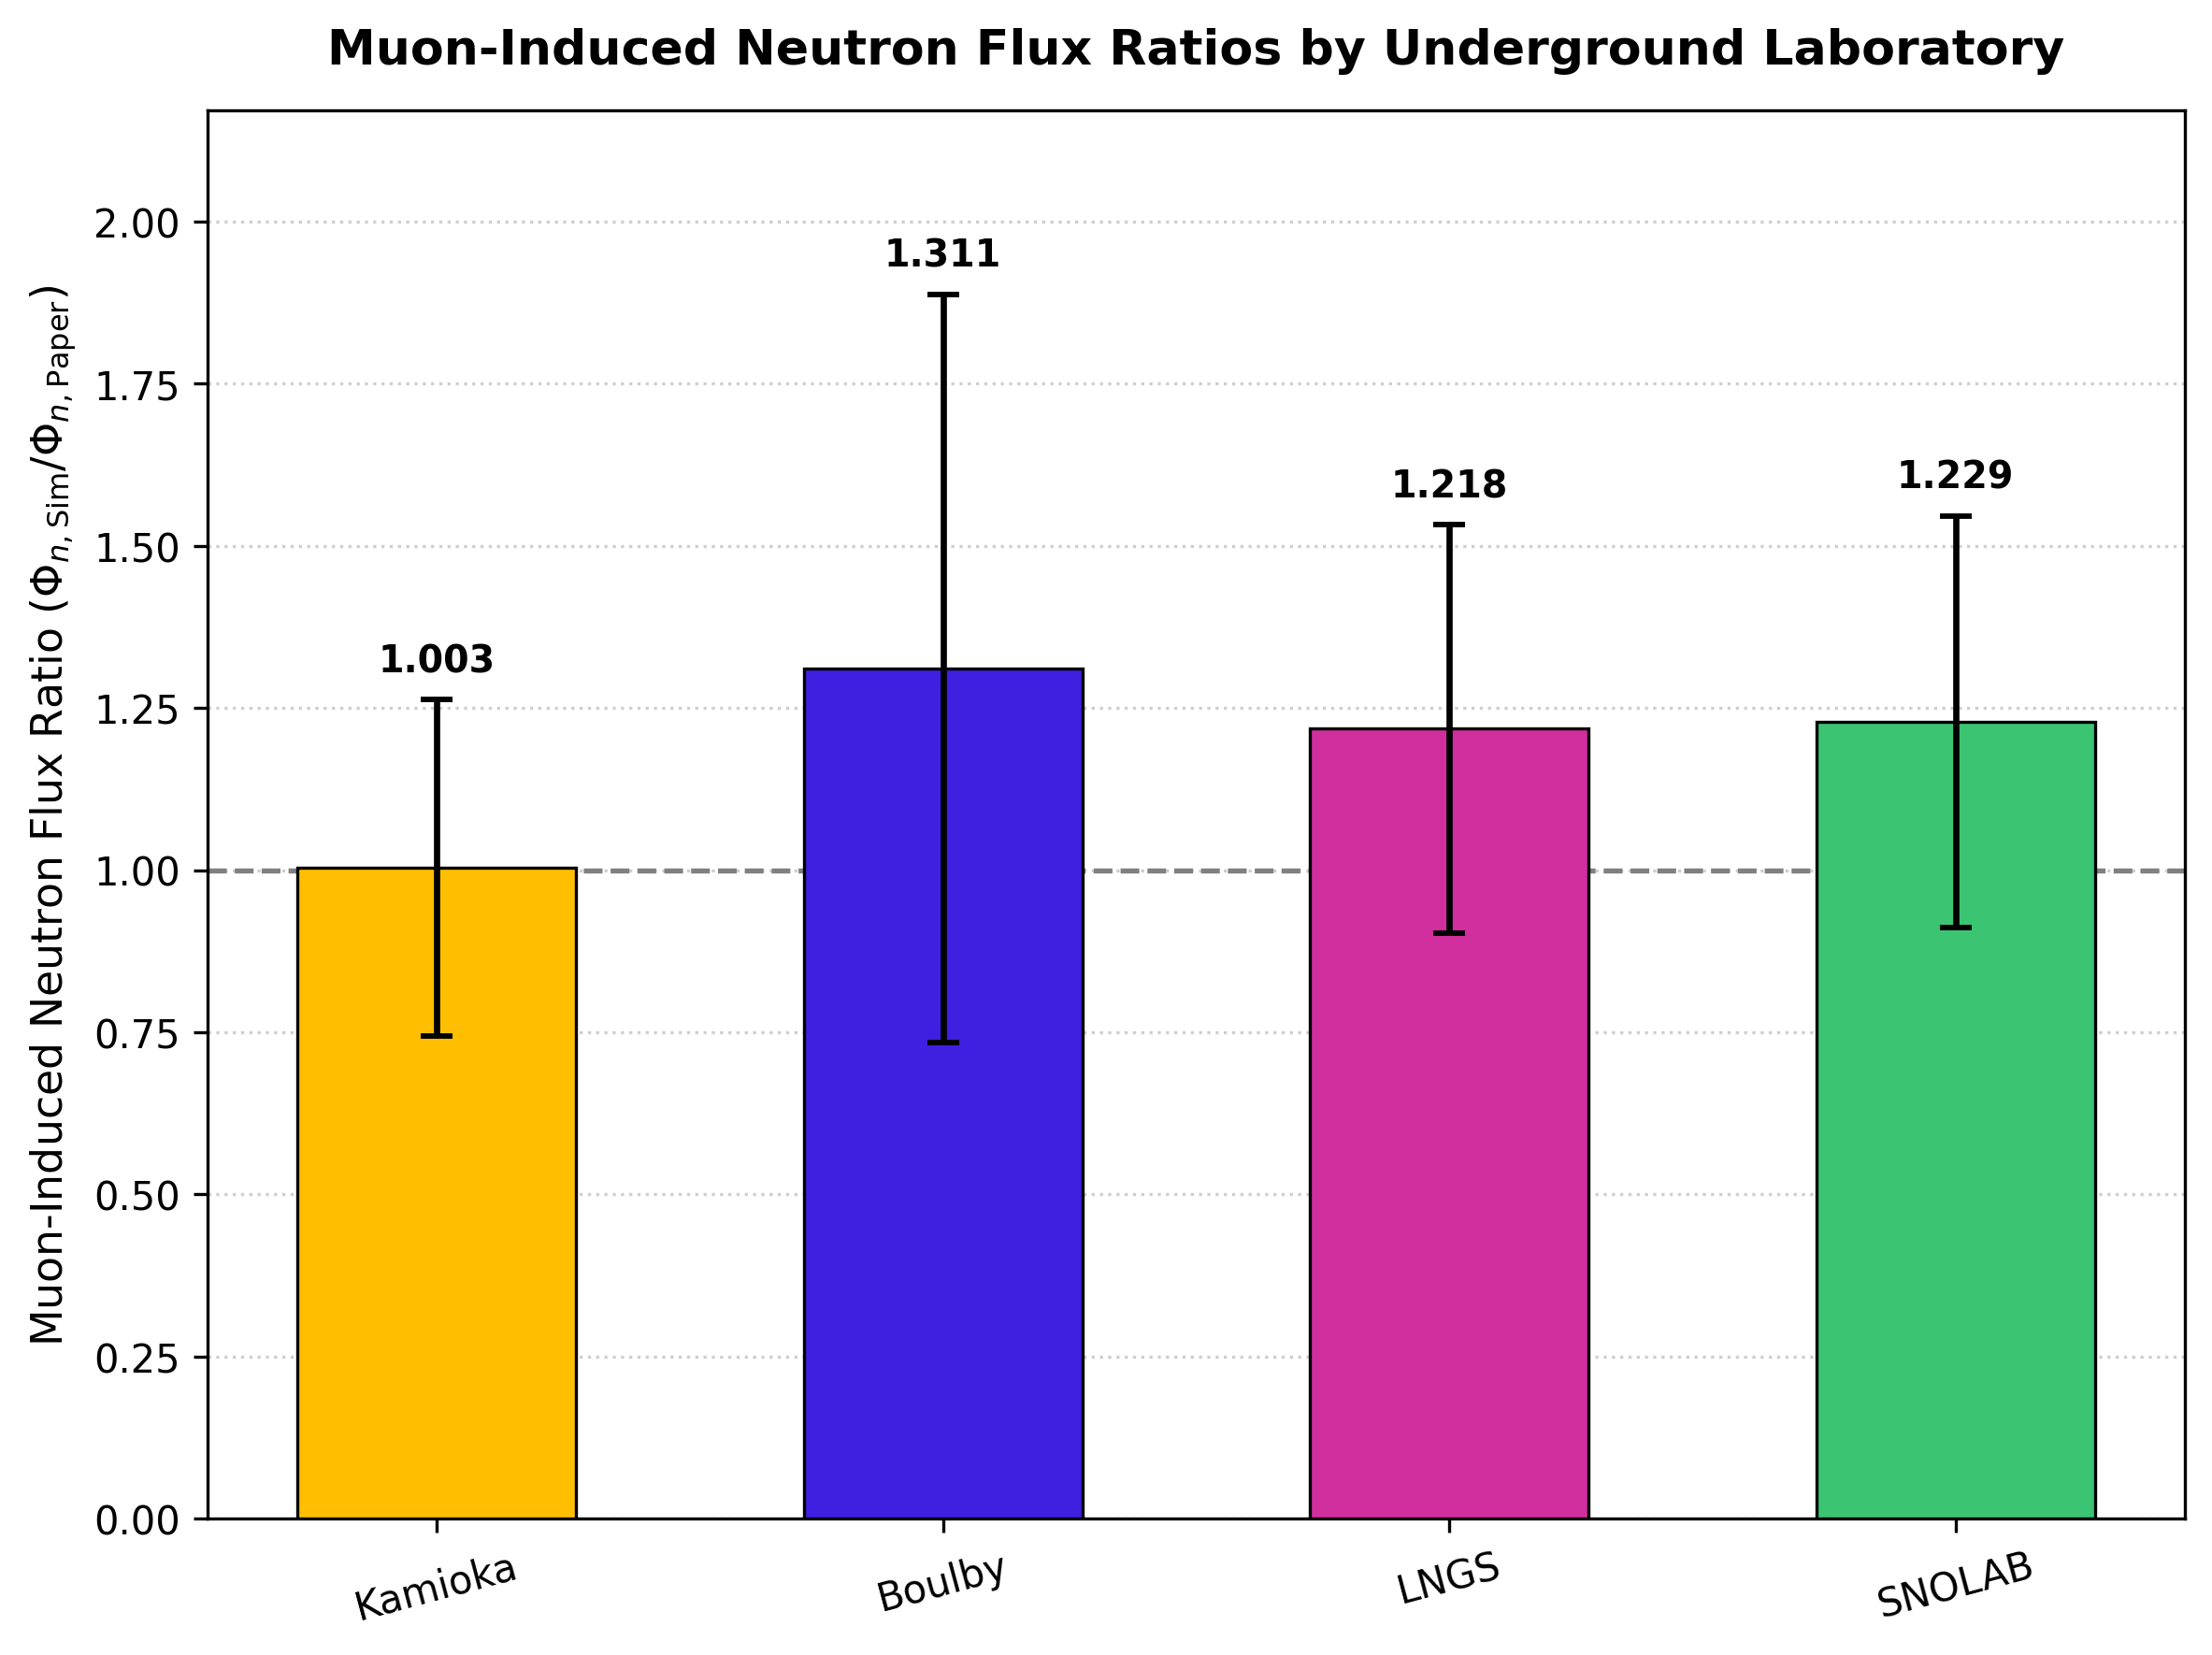 Muon-Induced Neutron Flux Ratios by Underground Laboratory
Muon-Induced Neutron Flux Ratio (Φn, Sim/Φn, Paper)
2.00
1.75
1.50
1.25
1.00
0.75
0.50
0.25
0.00
1.003
1.311
1.218
1.229
Kamioka
Boulby
LNGS
SNOLAB